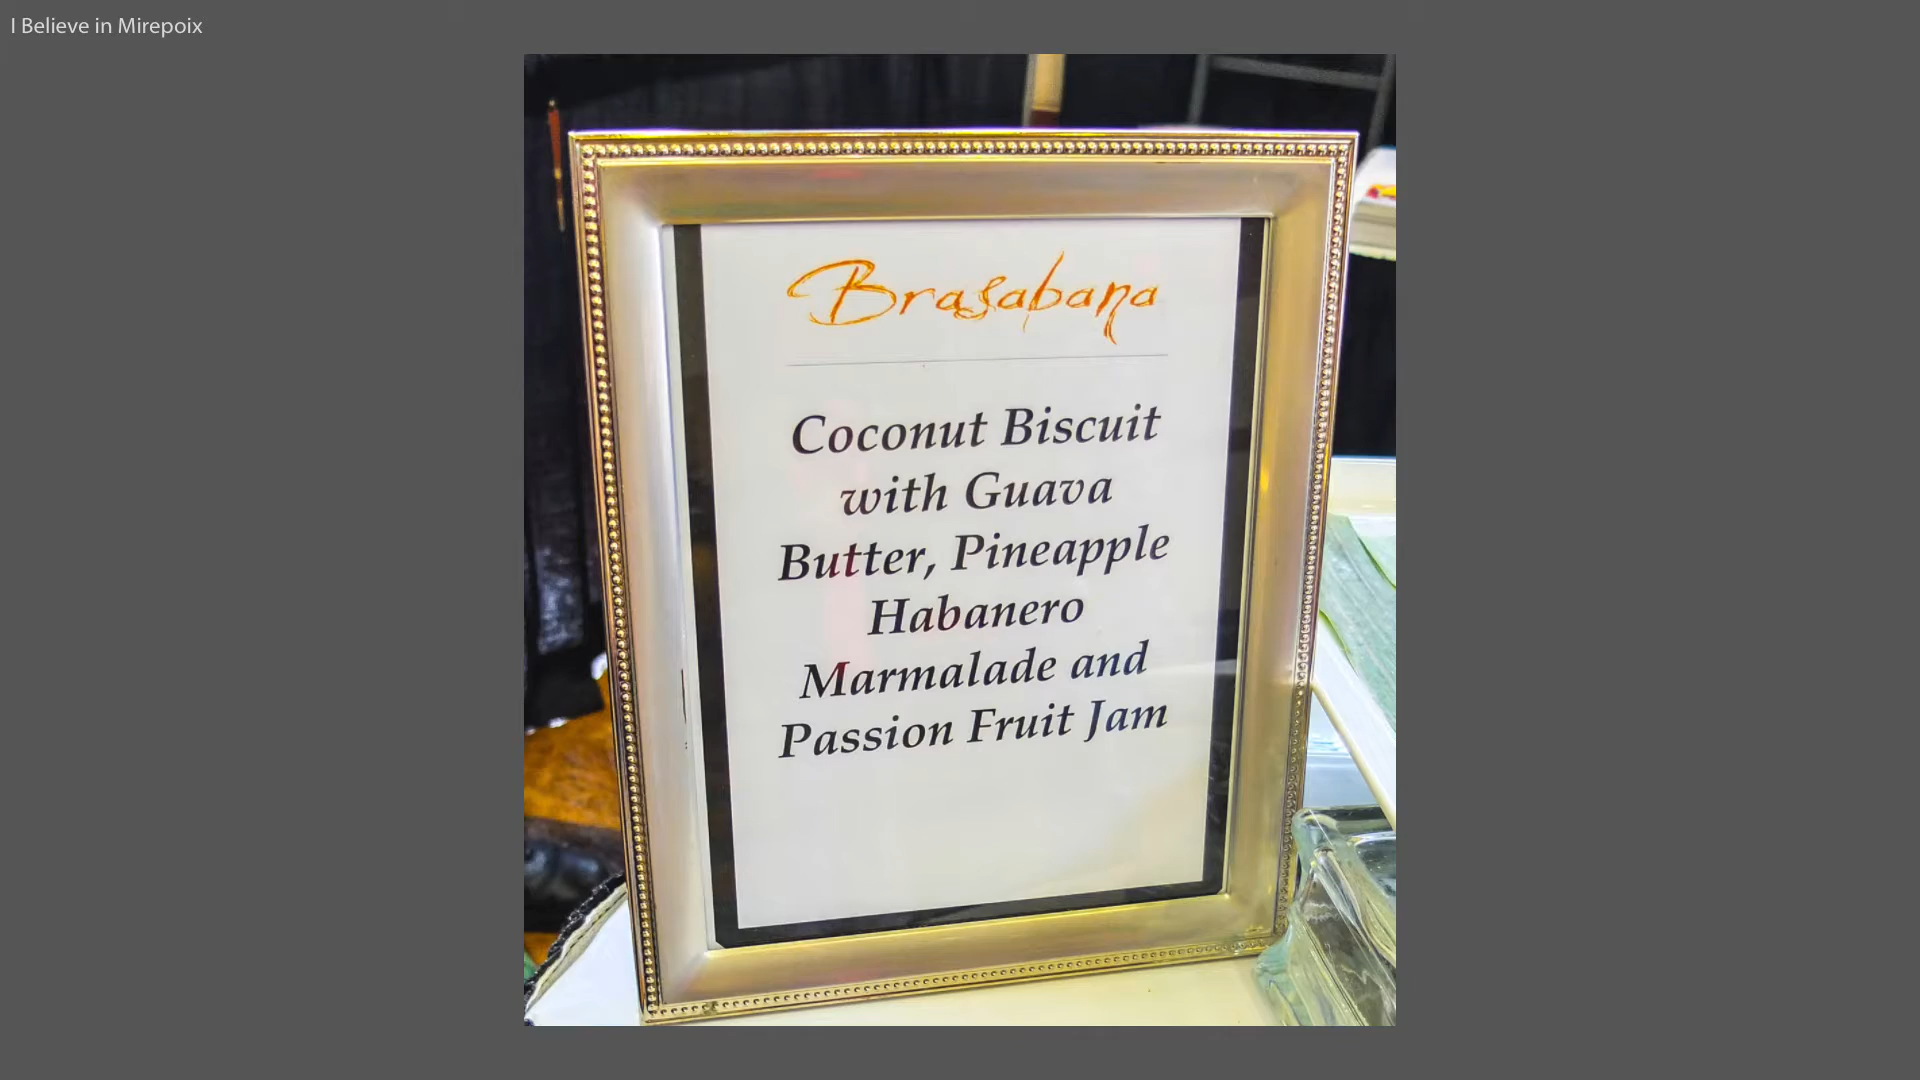 I Believe in Mirepoix
Brasabana
Coconut Biscuit
with Guava
Butter, Pineapple
Habanero
Marmalade and
Passion Fruit Jam